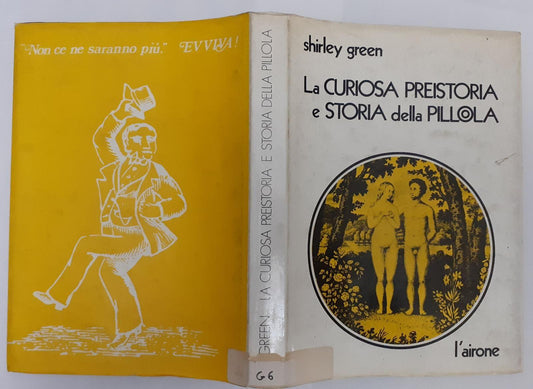 "Non ce ne saranno più." EVVIVA!
GREEN LA CURIOSA PREISTORIA E STORIA DELLA PILLOLA
G 6
shirley green
La CURIOSA PREISTORIA
e STORIA della PILLOLA
l'airone